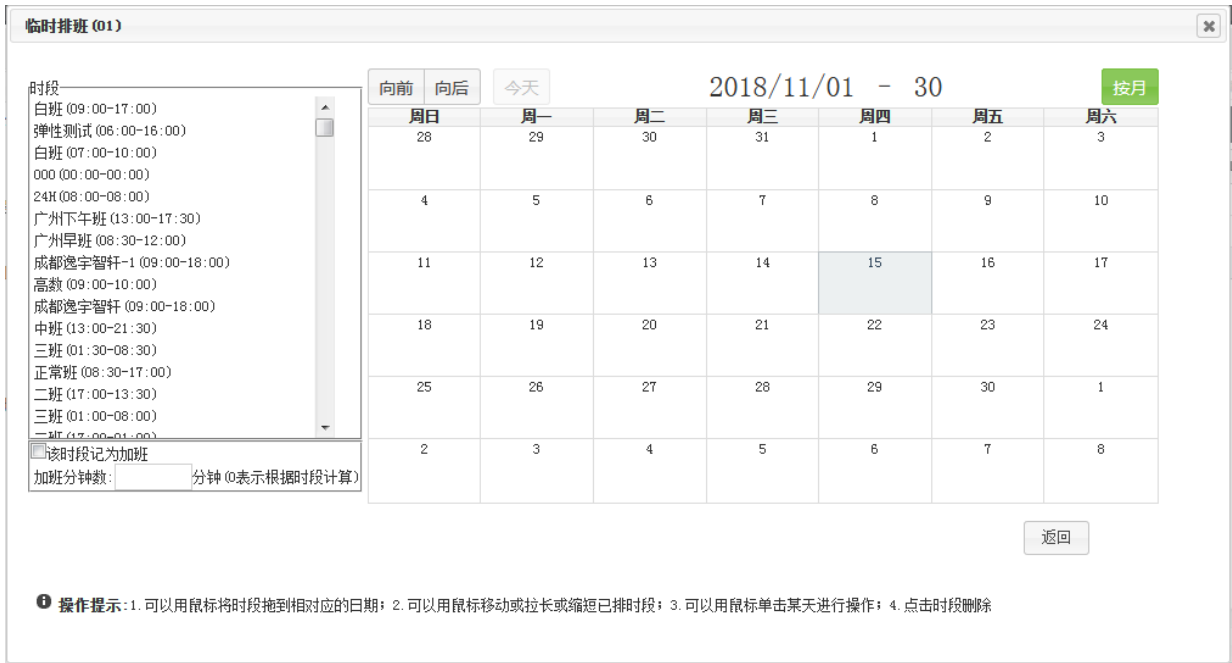 临时排班(01)
时段
白班(09:00-17:00)
弹性测试(06:00-16:00)
白班(07:00-10:00)
000(00:00-00:00)
24H(08:00-08:00)
广州下午班(13:00-17:30)
广州早班(08:30-12:00)
成都逸宇智轩-1(09:00-18:00)
高数(09:00-10:00)
成都逸宇智轩(09:00-18:00)
中班(13:00-21:30)
三班(01:30-08:30)
正常班(08:30-17:00)
二班(17:00-13:30)
三班(01:00-08:00)
二班(17:00-01:00)
该时段记为加班
加班分钟数: 分钟(0表示根据时段计算)
向前 向后 今天 2018/11/01 - 30 按月
周日 周一 周二 周三 周四 周五 周六
28 29 30 31 1 2 3
4 5 6 7 8 9 10
11 12 13 14 15 16 17
18 19 20 21 22 23 24
25 26 27 28 29 30 1
2 3 4 5 6 7 8
返回
操作提示:1.可以用鼠标将时段拖到相对应的日期；2.可以用鼠标移动或拉长或缩短已排时段；3.可以用鼠标单击某天进行操作；4.点击时段删除